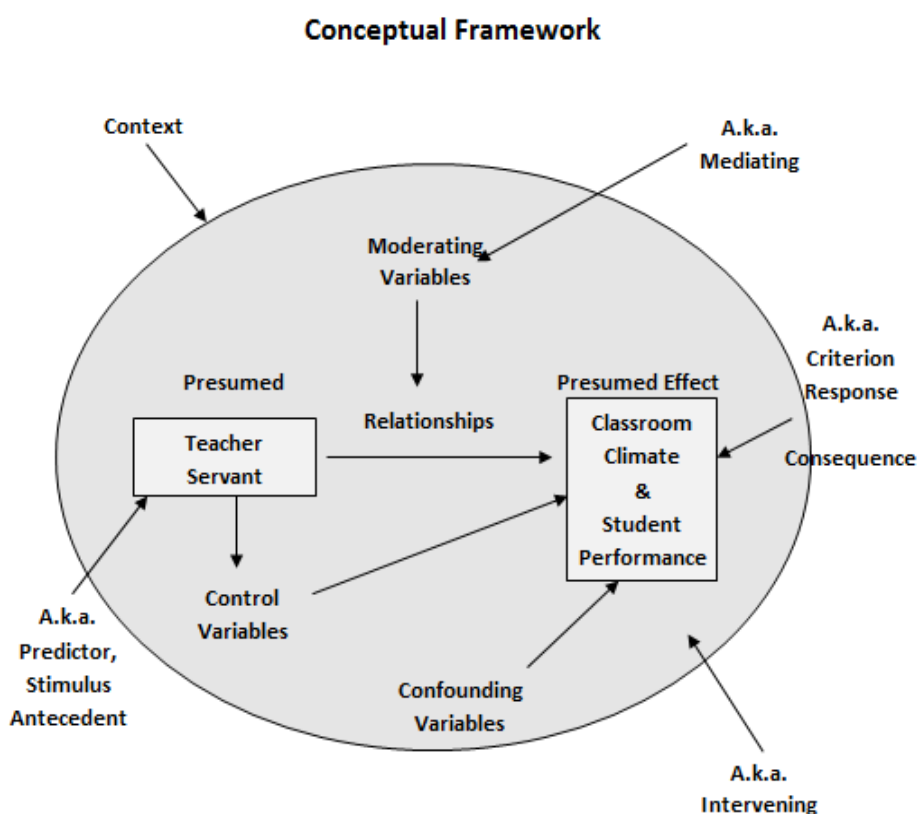 Conceptual Framework
Context
A.k.a.
Mediating
Moderating
Variables
A.k.a.
Criterion
Response
Consequence
Presumed
Presumed Effect
Relationships
Teacher
Servant
Classroom
Climate
&
Student
Performance
Control
Variables
A.k.a.
Predictor,
Stimulus
Antecedent
Confounding
Variables
A.k.a.
Intervening